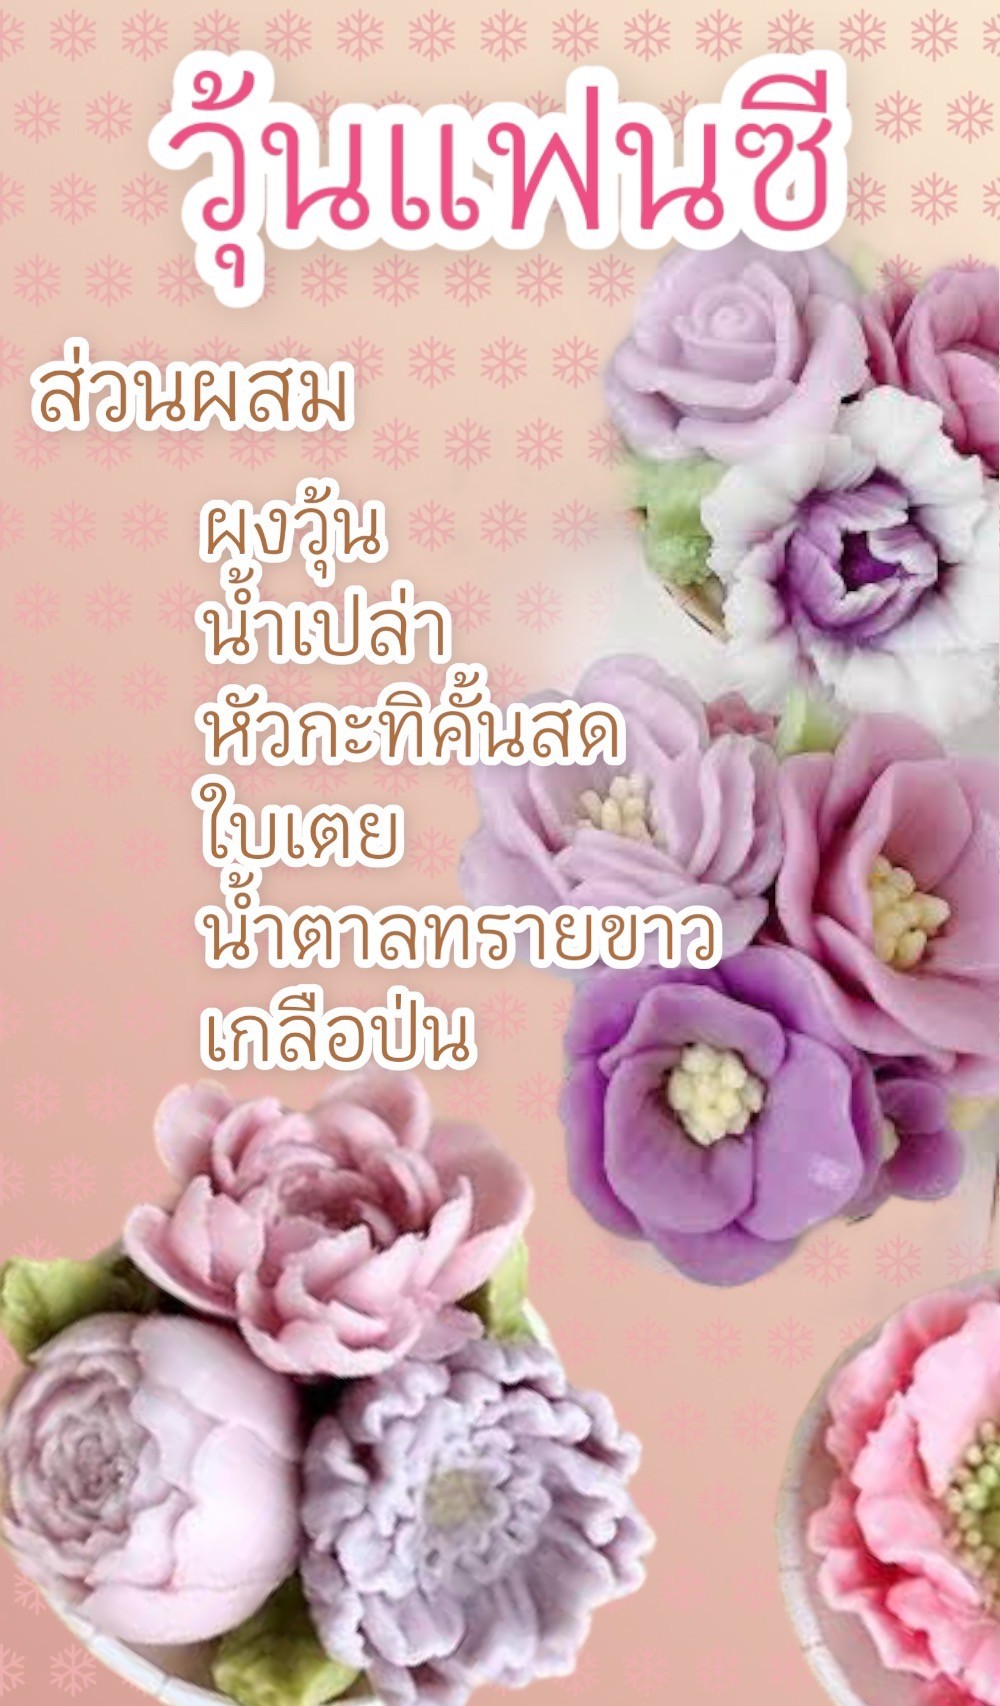 วุ้นแฟนซี
ส่วนผสม
ผงวุ้น
น้ำเปล่า
หัวกะทิคั้นสด
ใบเตย
น้ำตาลทรายขาว
เกลือป่น